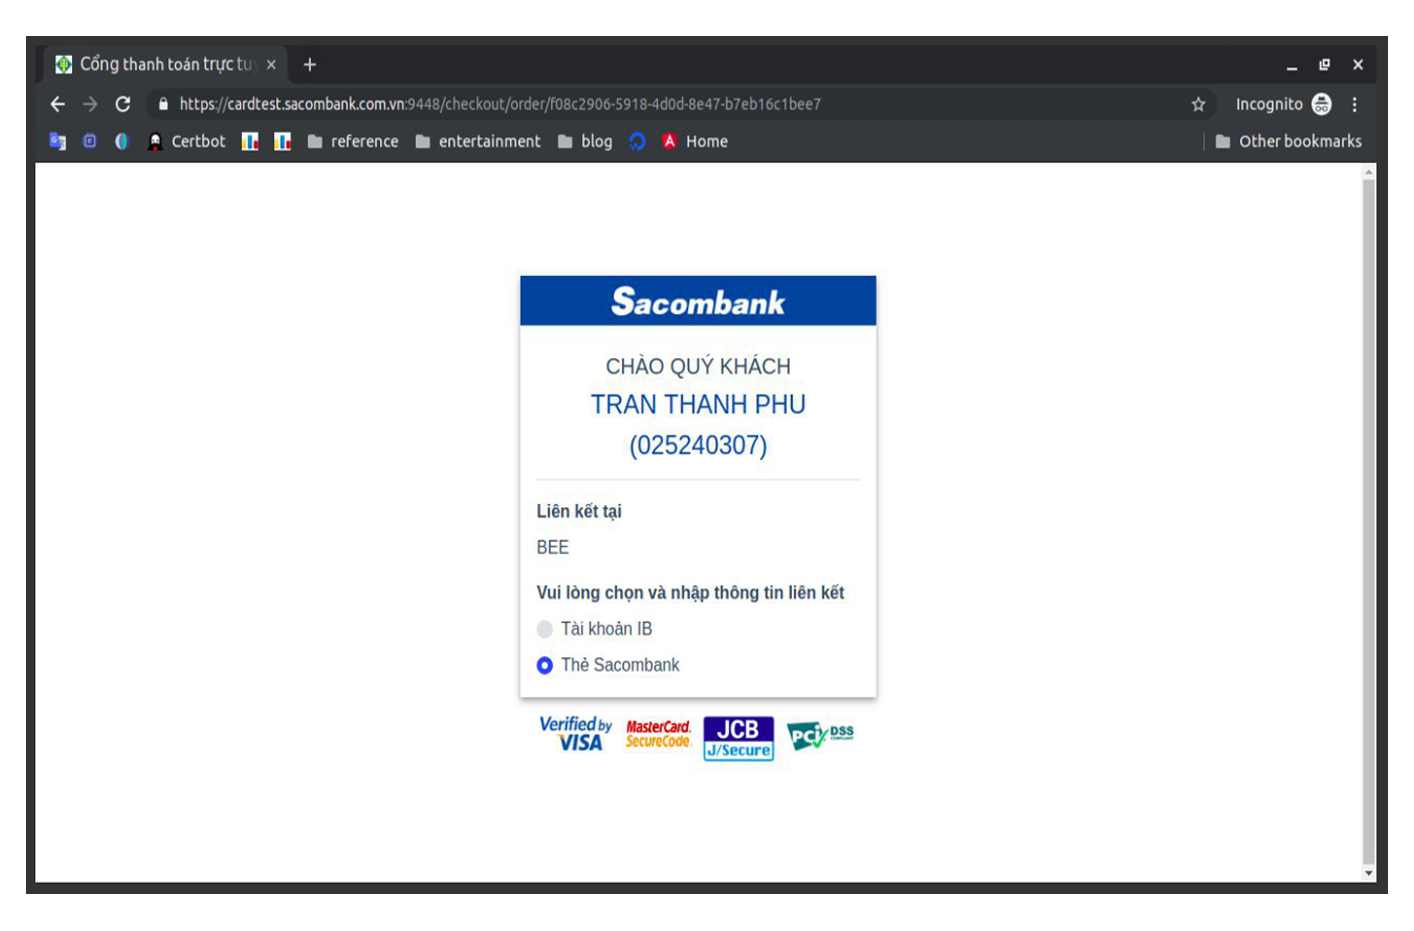 Cổng thanh toán trực tu
Incognito
https://cardtest.sacombank.com.vn:9448/checkout/order/f08c2906-5918-4d0d-8e47-b7eb16c1bee7
Certbot reference entertainment blog Home Other bookmarks
Sacombank
CHÀO QUÝ KHÁCH
TRAN THANH PHU
(025240307)
Liên kết tại
BEE
Vui lòng chọn và nhập thông tin liên kết
Tài khoản IB
Thẻ Sacombank
Verified by VISA
MasterCard. SecureCode.
JCB J/Secure
PCI DSS COMPLIANT